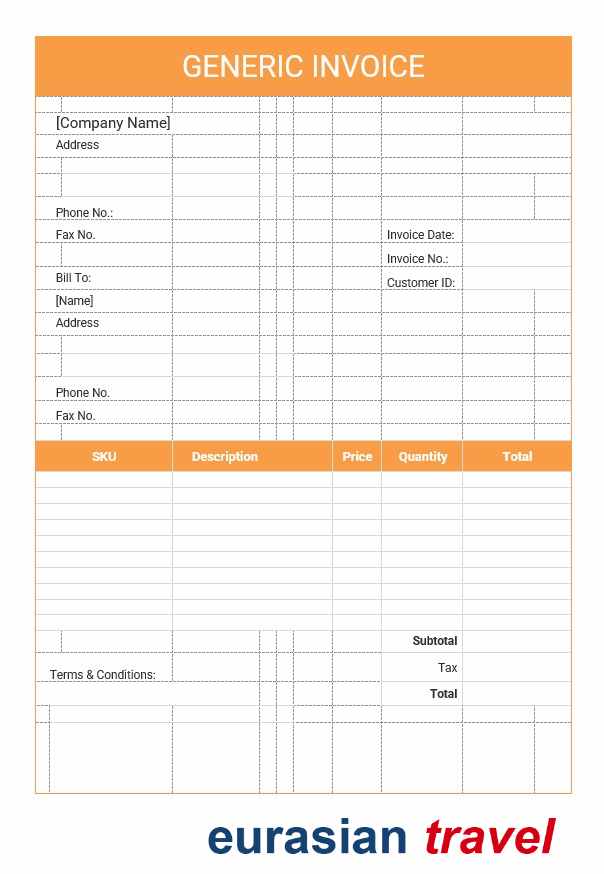 GENERIC INVOICE
[Company Name]
Address
Phone No.:
Fax No.
Invoice Date:
Invoice No.:
Bill To:
Customer ID:
[Name]
Address
Phone No.
Fax No.
SKU Description Price Quantity Total
Subtotal
Tax
Terms & Conditions:
Total
eurasian travel